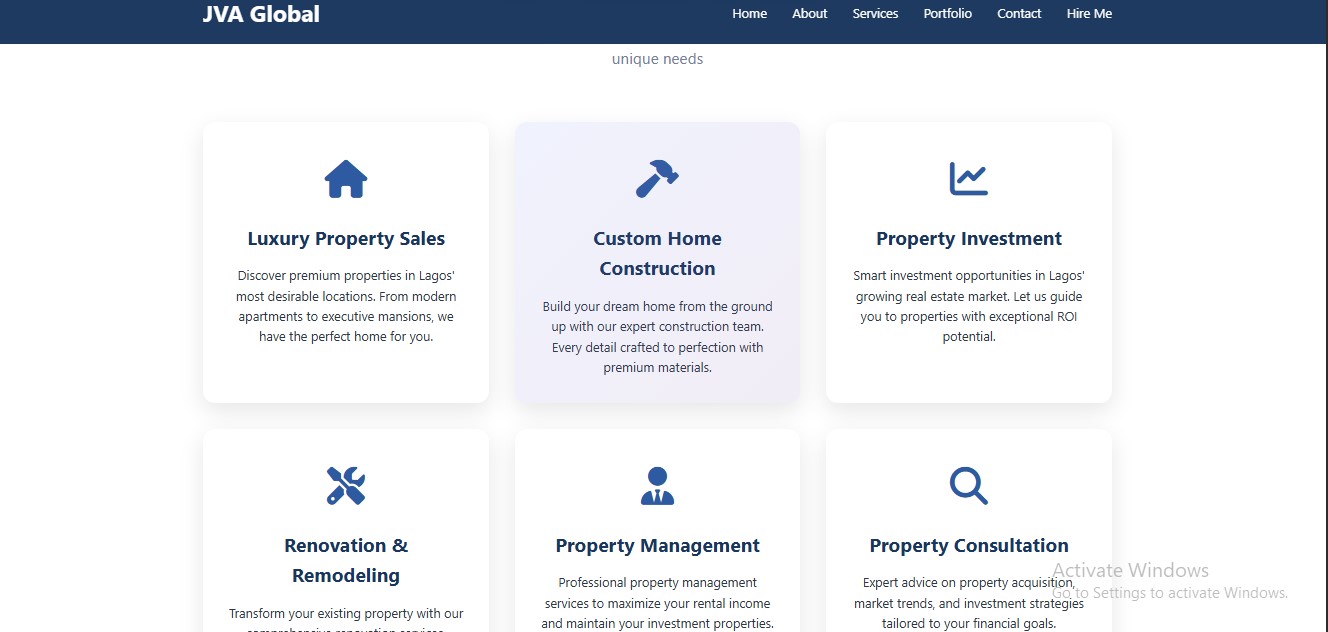 JVA Global
Home About Services Portfolio Contact Hire Me
unique needs
Luxury Property Sales
Discover premium properties in Lagos'
most desirable locations. From modern
apartments to executive mansions, we
have the perfect home for you.
Custom Home
Construction
Build your dream home from the ground
up with our expert construction team.
Every detail crafted to perfection with
premium materials.
Property Investment
Smart investment opportunities in Lagos'
growing real estate market. Let us guide
you to properties with exceptional ROI
potential.
Renovation &
Remodeling
Transform your existing property with our
comprehensive renovation services.
Property Management
Professional property management
services to maximize your rental income
and maintain your investment properties.
Property Consultation
Expert advice on property acquisition,
market trends, and investment strategies
tailored to your financial goals.
Activate Windows
Go to Settings to activate Windows.